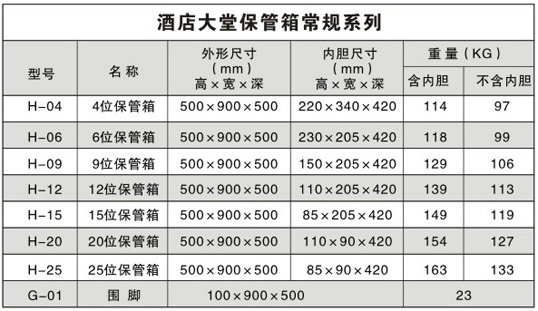 酒店大堂保管箱常规系列
型号 名称 外形尺寸 (mm) 高×宽×深 内胆尺寸 (mm) 高×宽×深 重量(KG) 含内胆 不含内胆
H-04 4位保管箱 500×900×500 220×340×420 114 97
H-06 6位保管箱 500×900×500 230×205×420 118 99
H-09 9位保管箱 500×900×500 150×205×420 129 106
H-12 12位保管箱 500×900×500 110×205×420 139 113
H-15 15位保管箱 500×900×500 85×205×420 149 119
H-20 20位保管箱 500×900×500 110×90×420 154 127
H-25 25位保管箱 500×900×500 85×90×420 163 133
G-01 围脚 100×900×500 23